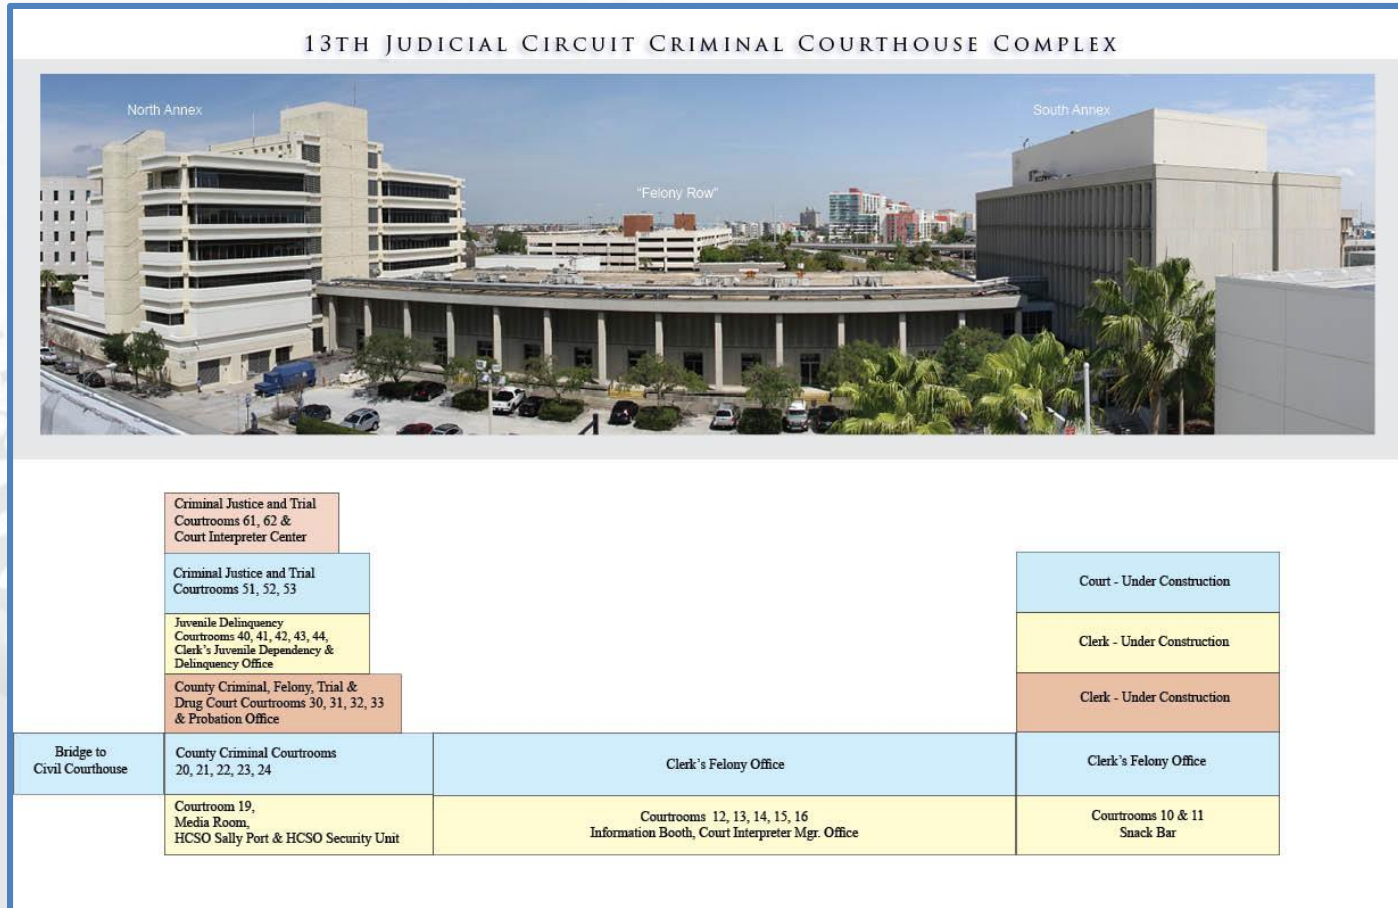 13TH JUDICIAL CIRCUIT CRIMINAL COURTHOUSE COMPLEX
North Annex
South Annex
"Felony Row"
Criminal Justice and Trial
Courtrooms 61, 62 &
Court Interpreter Center
Criminal Justice and Trial
Courtrooms 51, 52, 53
Court - Under Construction
Juvenile Delinquency
Courtrooms 40, 41, 42, 43, 44,
Clerk's Juvenile Dependency &
Delinquency Office
Clerk - Under Construction
County Criminal, Felony, Trial &
Drug Court Courtrooms 30, 31, 32, 33
& Probation Office
Clerk - Under Construction
Bridge to
Civil Courthouse
County Criminal Courtrooms
20, 21, 22, 23, 24
Clerk's Felony Office
Clerk's Felony Office
Courtroom 19,
Media Room,
HCSO Sally Port & HCSO Security Unit
Courtrooms 12, 13, 14, 15, 16
Information Booth, Court Interpreter Mgr. Office
Courtrooms 10 & 11
Snack Bar